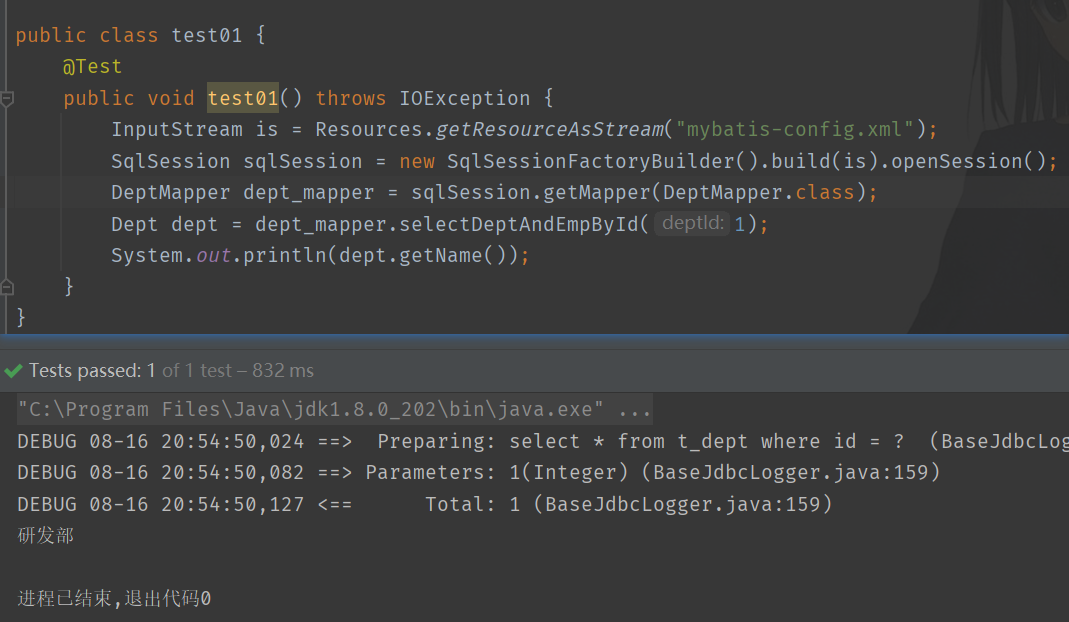 public class test01 {
@Test
public void test01() throws IOException {
InputStream is = Resources.getResourceAsStream("mybatis-config.xml");
SqlSession sqlSession = new SqlSessionFactoryBuilder().build(is).openSession();
DeptMapper dept_mapper = sqlSession.getMapper(DeptMapper.class);
Dept dept = dept_mapper.selectDeptAndEmpById( deptId: 1);
System.out.println(dept.getName());
}
}
Tests passed: 1 of 1 test – 832 ms
"C:\Program Files\Java\jdk1.8.0_202\bin\java.exe" ...
DEBUG 08-16 20:54:50,024 ==>  Preparing: select * from t_dept where id = ?  (BaseJdbcLog
DEBUG 08-16 20:54:50,082 ==> Parameters: 1(Integer) (BaseJdbcLogger.java:159)
DEBUG 08-16 20:54:50,127 <==      Total: 1 (BaseJdbcLogger.java:159)
研发部
进程已结束,退出代码0